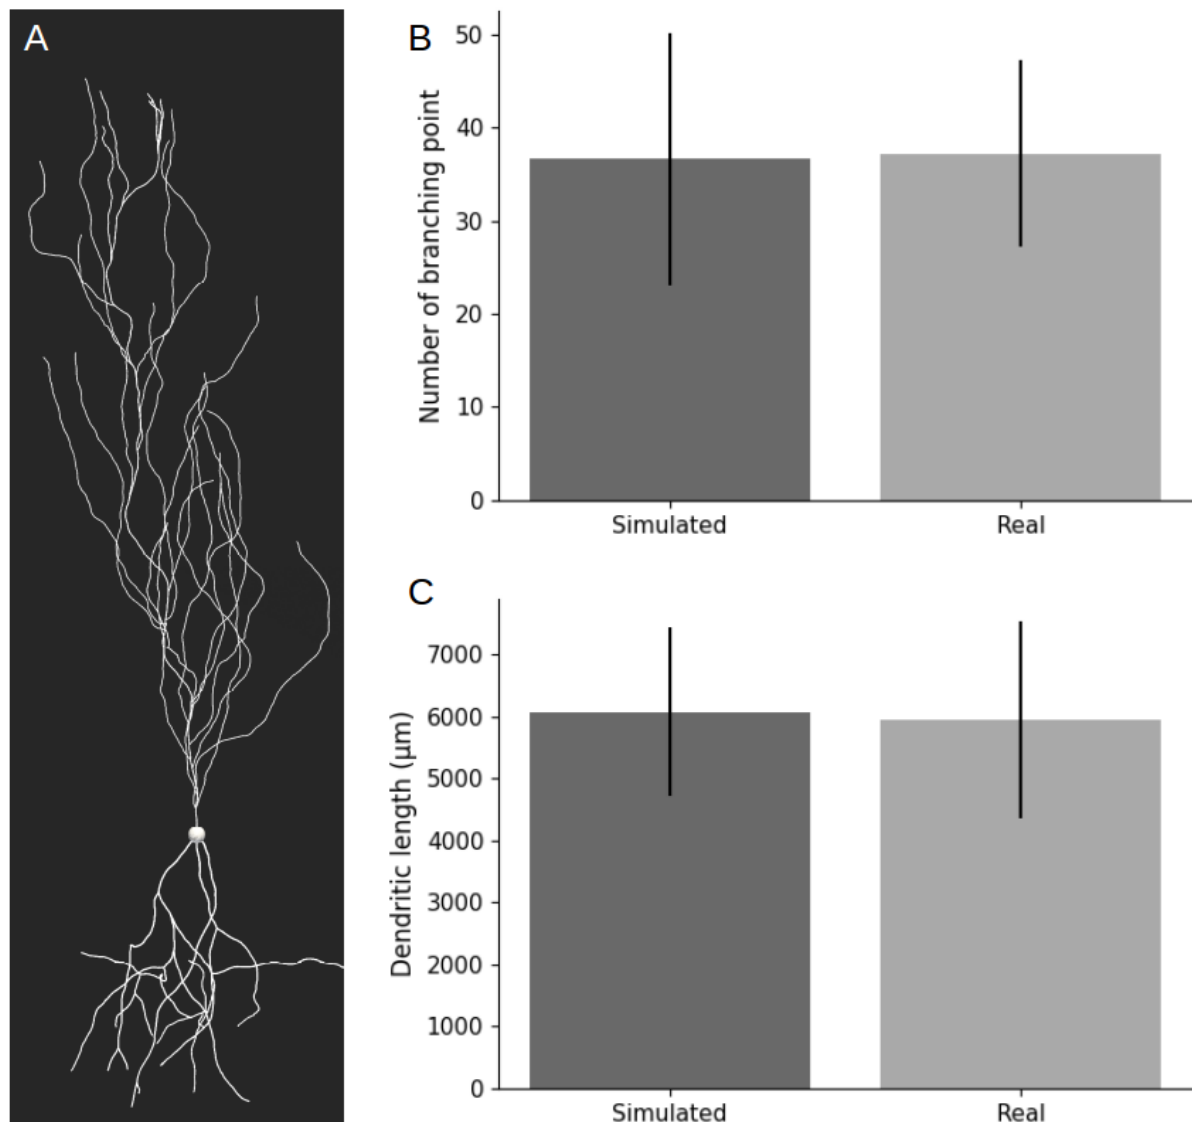 A
B
Number of branching point
50
40
30
20
10
0
Simulated
Real
C
Dendritic length (μm)
7000
6000
5000
4000
3000
2000
1000
0
Simulated
Real